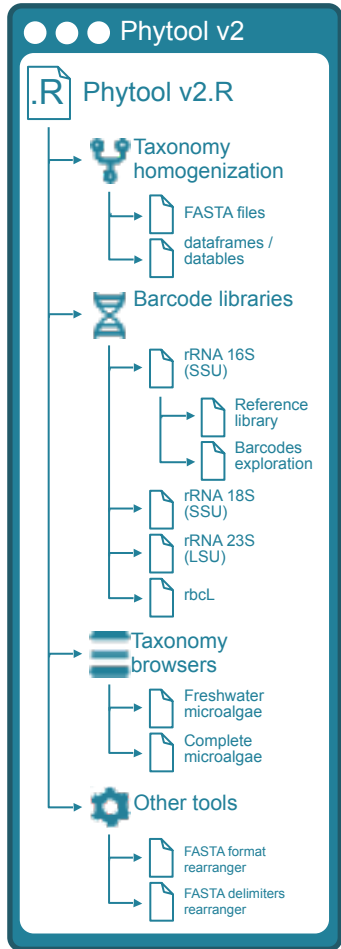 Phytool v2
.R
Phytool v2.R
Taxonomy
homogenization
FASTA files
dataframes /
datables
Barcode libraries
rRNA 16S
(SSU)
Reference
library
Barcodes
exploration
rRNA 18S
(SSU)
rRNA 23S
(LSU)
rbcL
Taxonomy
browsers
Freshwater
microalgae
Complete
microalgae
Other tools
FASTA format
rearranger
FASTA delimiters
rearranger